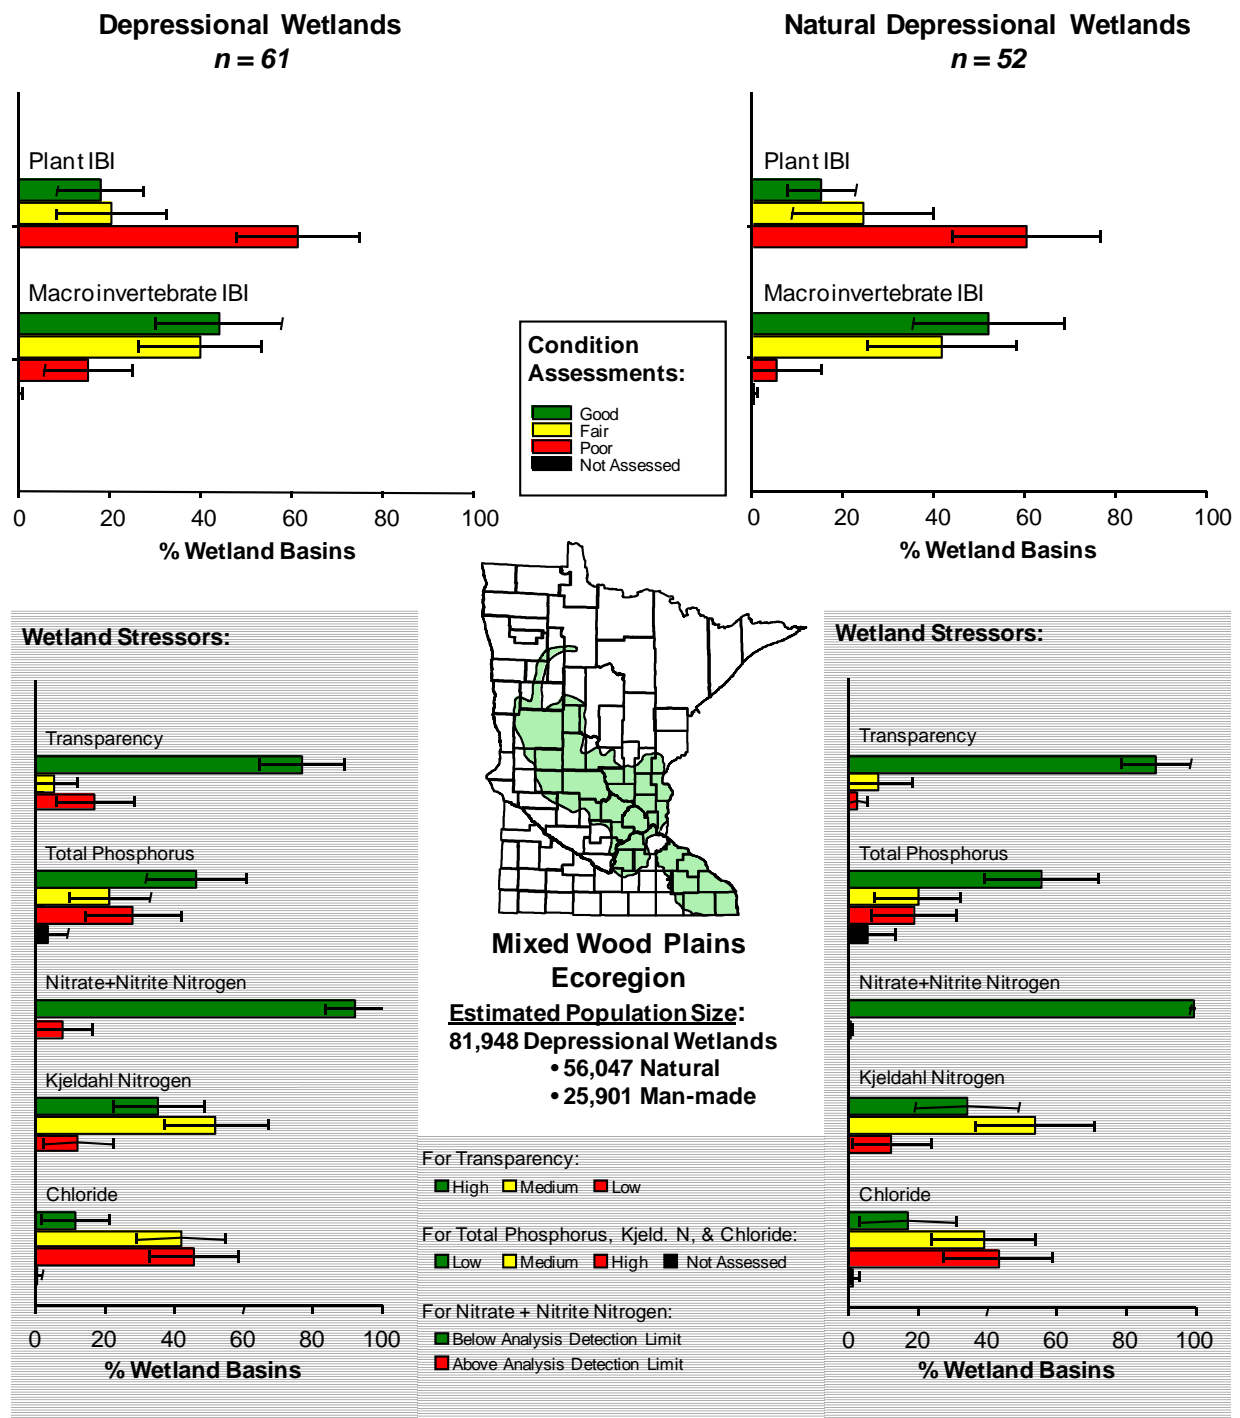 Depressional Wetlands
n = 61
Natural Depressional Wetlands
n = 52
Plant IBI
Macroinvertebrate IBI
0 20 40 60 80 100
% Wetland Basins
Condition
Assessments:
Good
Fair
Poor
Not Assessed
Plant IBI
Macroinvertebrate IBI
0 20 40 60 80 100
% Wetland Basins
Wetland Stressors:
Transparency
Total Phosphorus
Nitrate+Nitrite Nitrogen
Kjeldahl Nitrogen
Chloride
0 20 40 60 80 100
% Wetland Basins
Mixed Wood Plains
Ecoregion
Estimated Population Size:
81,948 Depressional Wetlands
• 56,047 Natural
• 25,901 Man-made
For Transparency:
High Medium Low
For Total Phosphorus, Kjeld. N, & Chloride:
Low Medium High Not Assessed
For Nitrate + Nitrite Nitrogen:
Below Analysis Detection Limit
Above Analysis Detection Limit
Wetland Stressors:
Transparency
Total Phosphorus
Nitrate+Nitrite Nitrogen
Kjeldahl Nitrogen
Chloride
0 20 40 60 80 100
% Wetland Basins